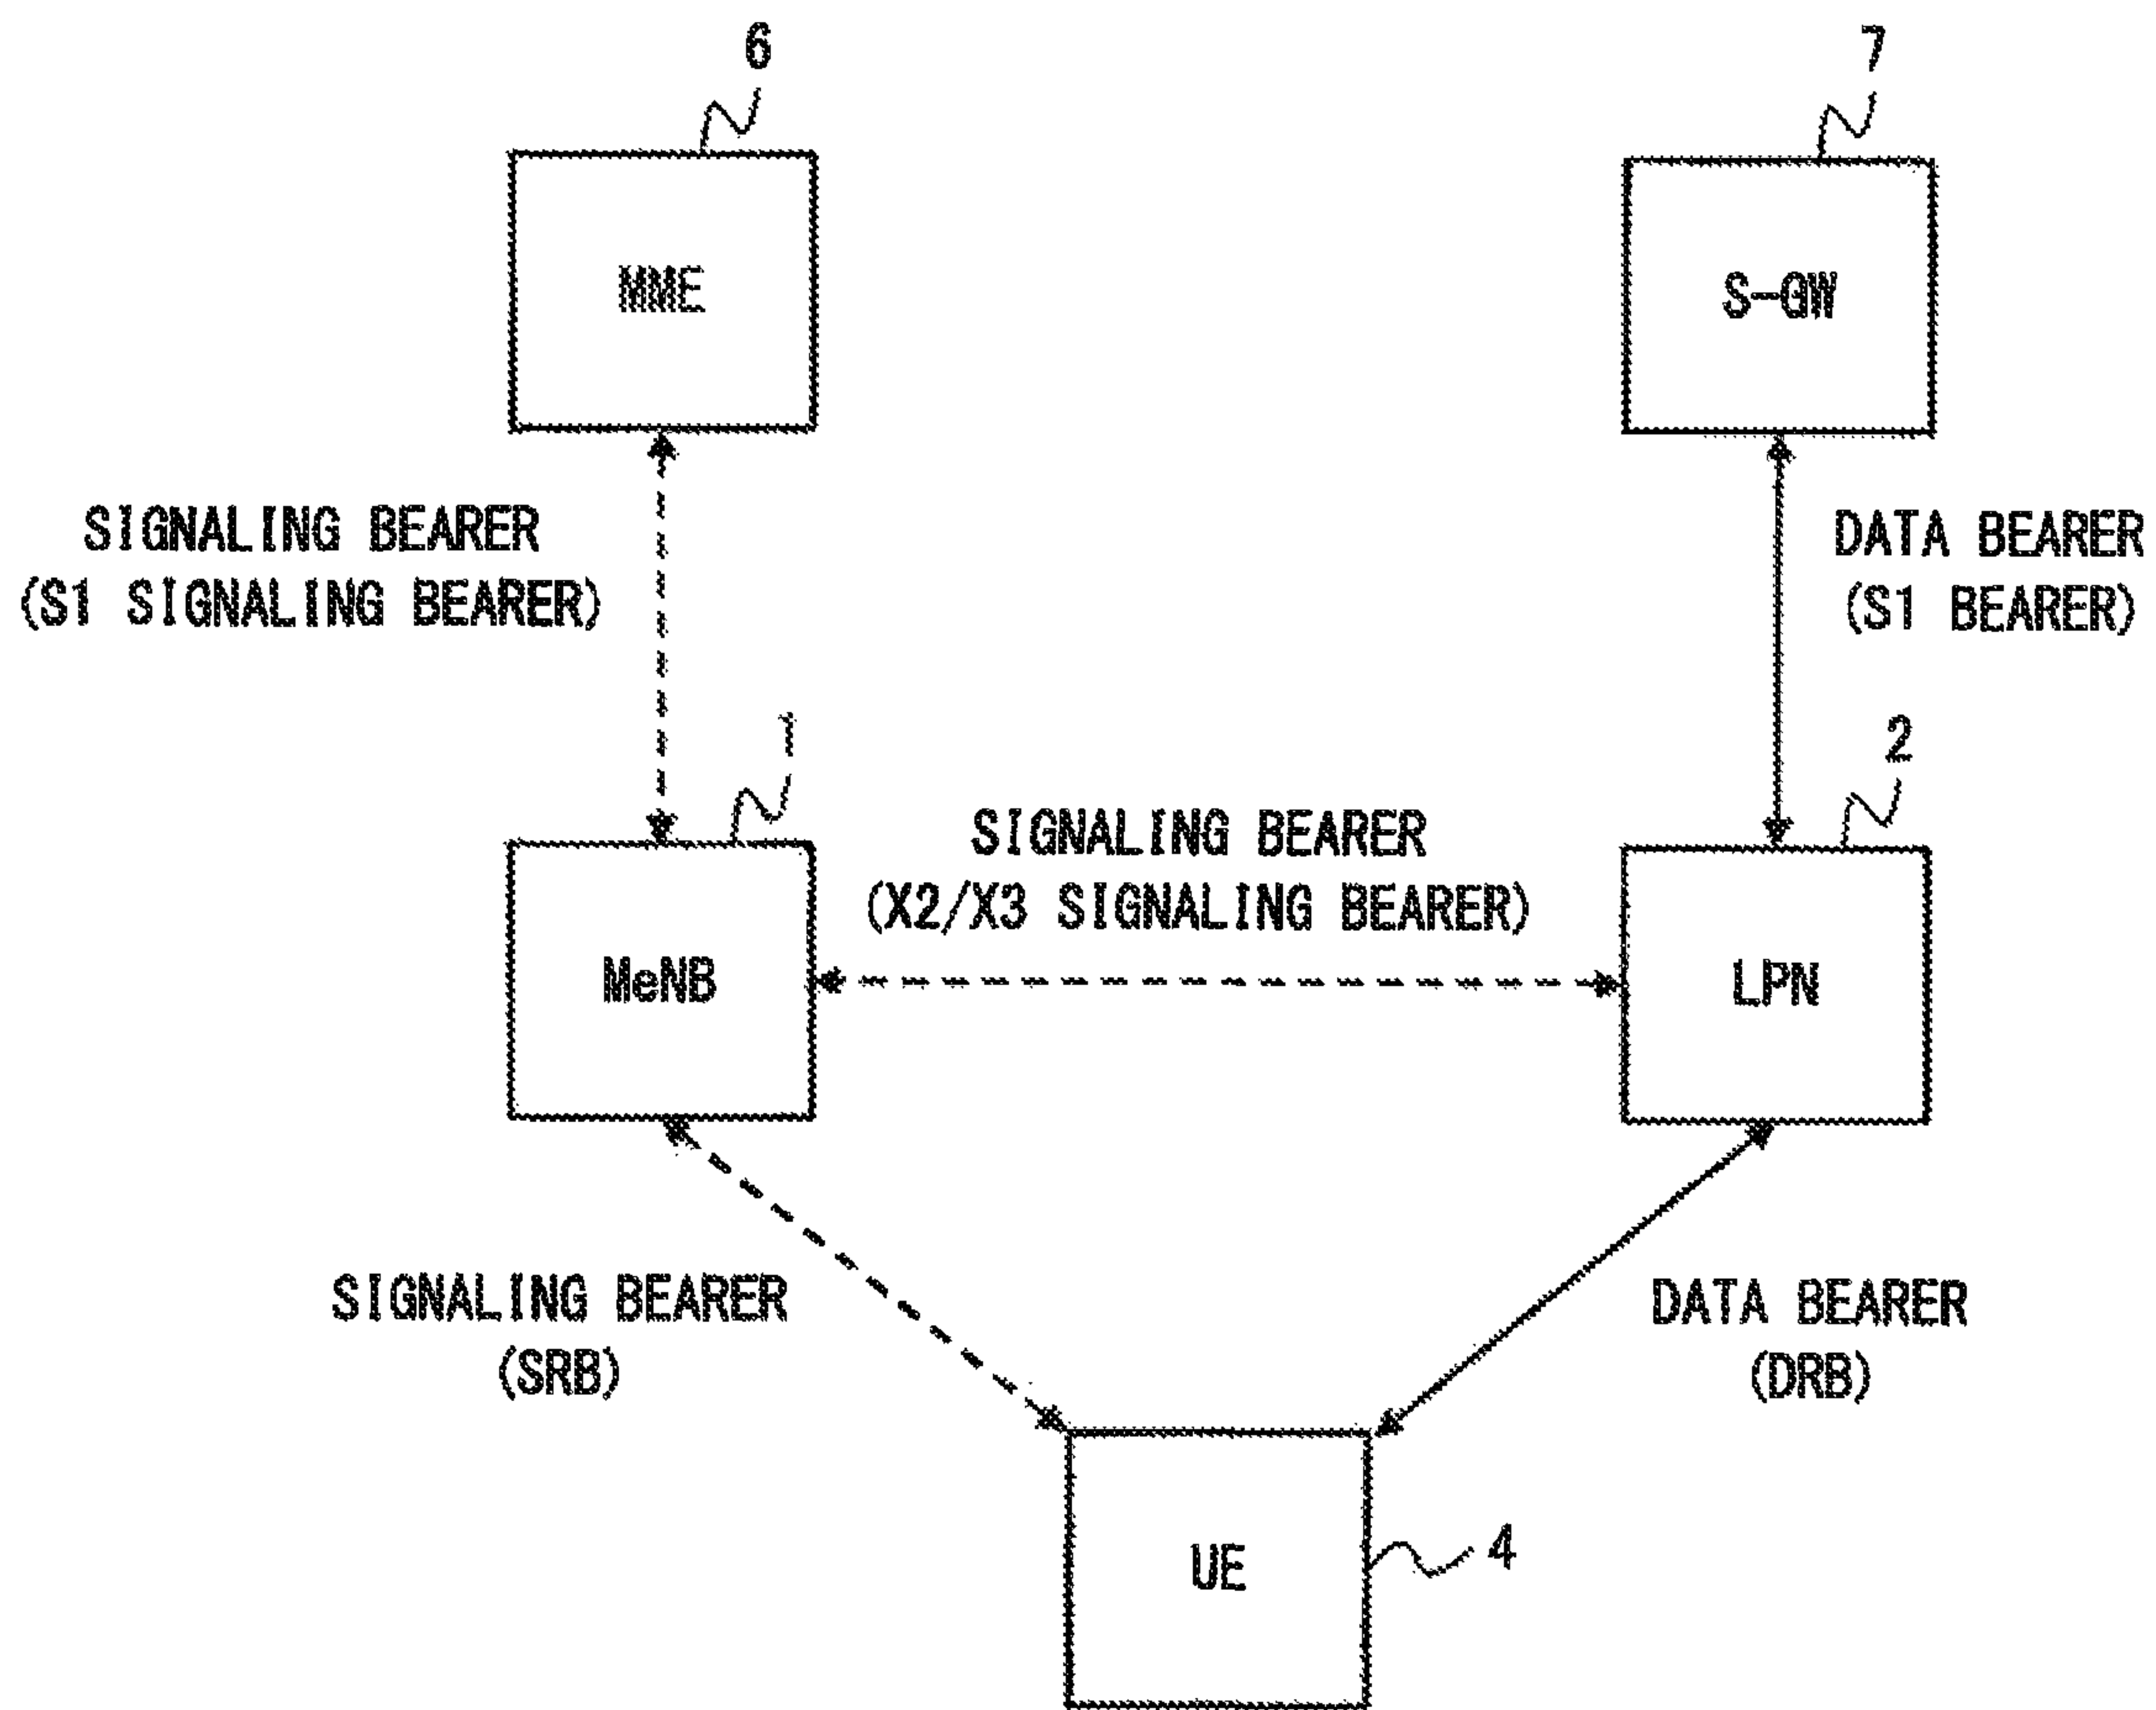 6
7
MME
S-GW
SIGNALING BEARER
(S1 SIGNALING BEARER)
DATA BEARER
(S1 BEARER)
1
2
SIGNALING BEARER
(X2/X3 SIGNALING BEARER)
MeNB
LPN
SIGNALING BEARER
(SRB)
DATA BEARER
(DRB)
UE
4